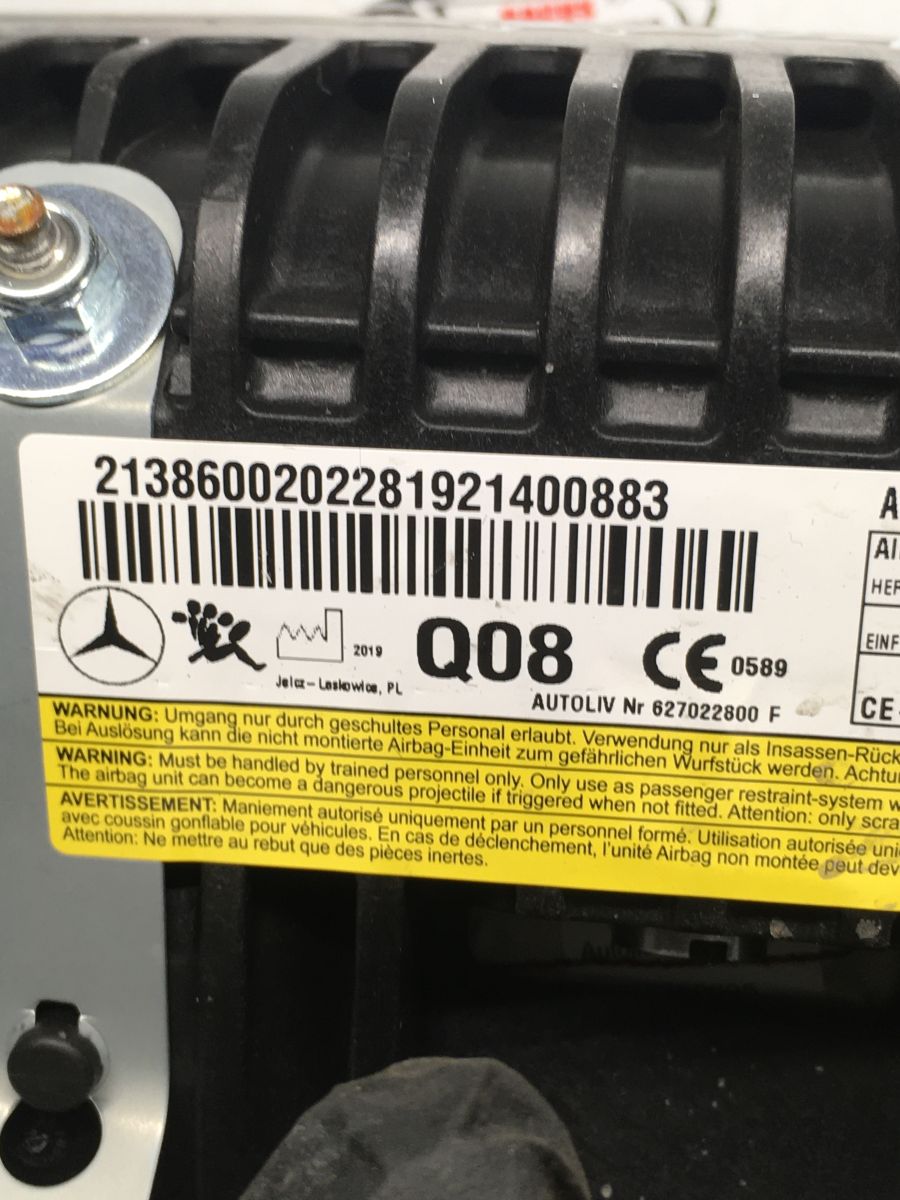 2138600202281921400883
2019
Q08
CE 0589
Jelcz-Laskowice, PL
AUTOLIV Nr 627022800 F
A
AI
HER
EINF
CE
WARNUNG: Umgang nur durch geschultes Personal erlaubt. Verwendung nur als Insassen-Rück
Bei Auslösung kann die nicht montierte Airbag-Einheit zum gefährlichen Wurfstück werden. Achtu
WARNING: Must be handled by trained personnel only. Only use as passenger restraint-system w
The airbag unit can become a dangerous projectile if triggered when not fitted. Attention: only scra
AVERTISSEMENT: Maniement autorisé uniquement par un personnel formé. Utilisation autorisée uni
avec coussin gonflable pour véhicules. En cas de déclenchement, l'unité Airbag non montée peut dev
Attention: Ne mettre au rebut que des pièces inertes.